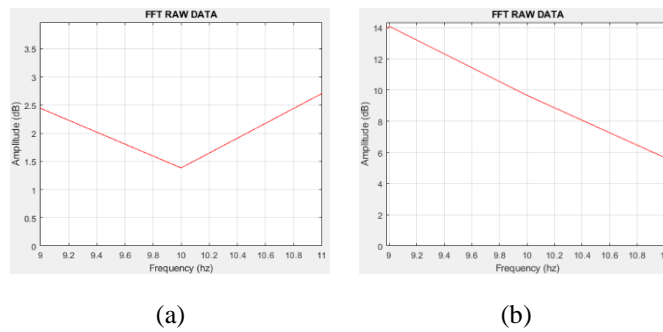 FFT RAW DATA
3.5
3
2.5
2
1.5
1
0.5
0
Amplitude (dB)
9 9.2 9.4 9.6 9.8 10 10.2 10.4 10.6 10.8 11
Frequency (hz)
(a)
FFT RAW DATA
14
12
10
8
6
4
2
0
Amplitude (dB)
9 9.2 9.4 9.6 9.8 10 10.2 10.4 10.6 10.8
Frequency (hz)
(b)